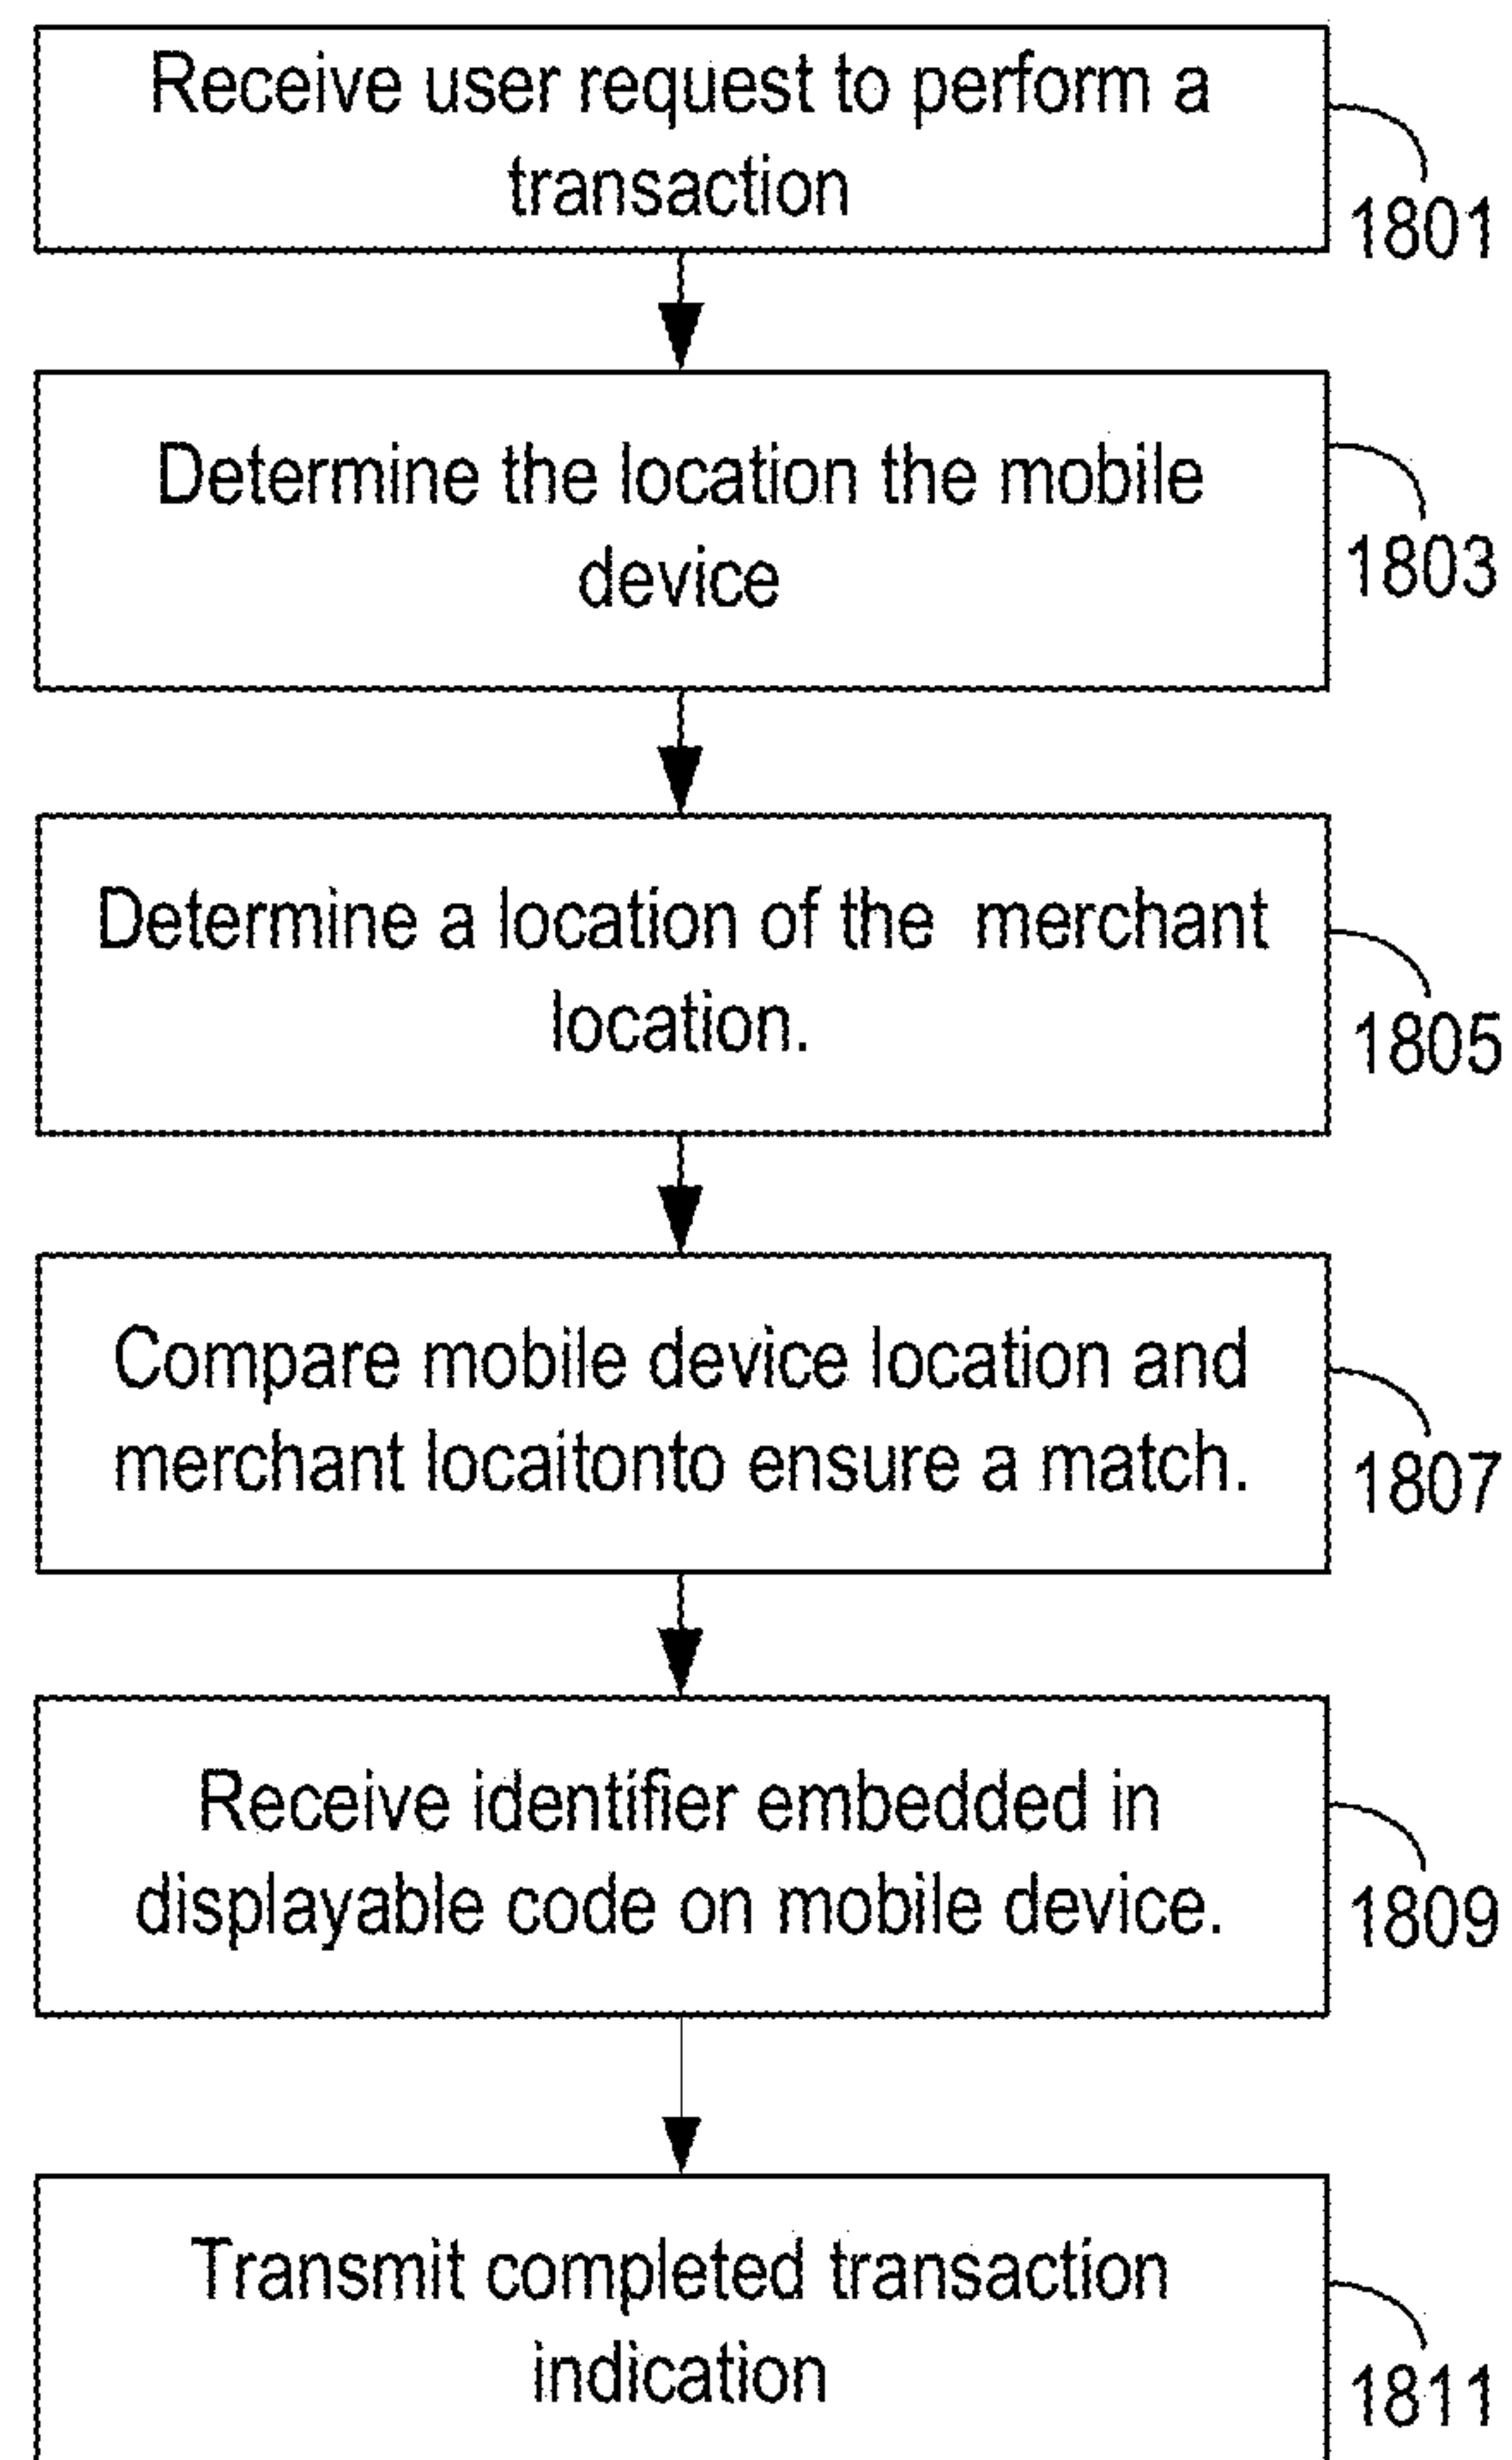 Receive user request to perform a
transaction
1801
Determine the location the mobile
device
1803
Determine a location of the merchant
location.
1805
Compare mobile device location and
merchant locaitonto ensure a match.
1807
Receive identifier embedded in
displayable code on mobile device.
1809
Transmit completed transaction
indication
1811